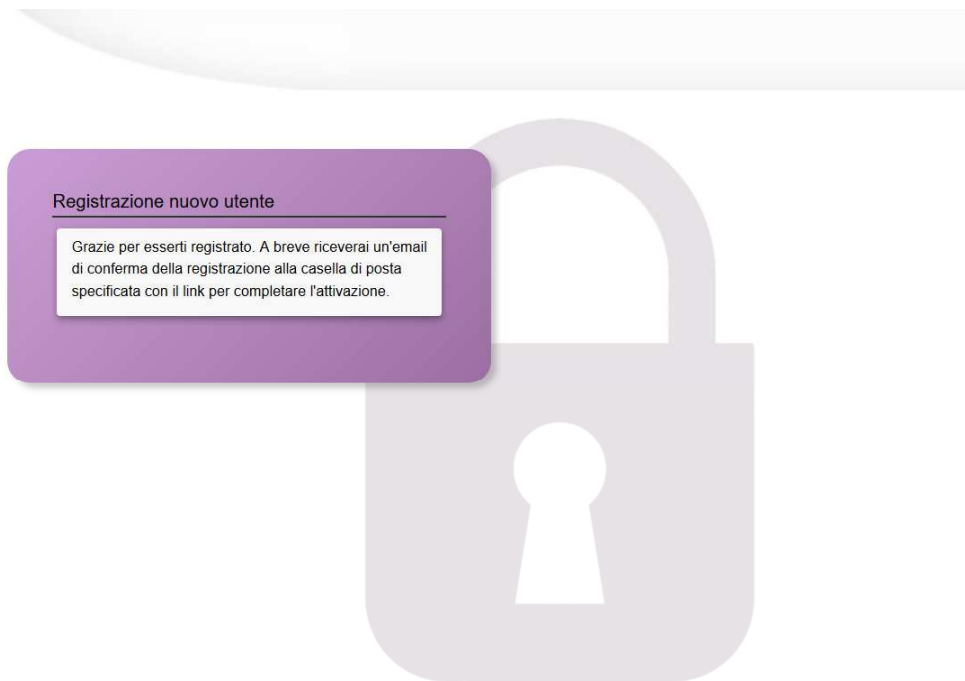 Registrazione nuovo utente
Grazie per esserti registrato. A breve riceverai un'email
di conferma della registrazione alla casella di posta
specificata con il link per completare l'attivazione.